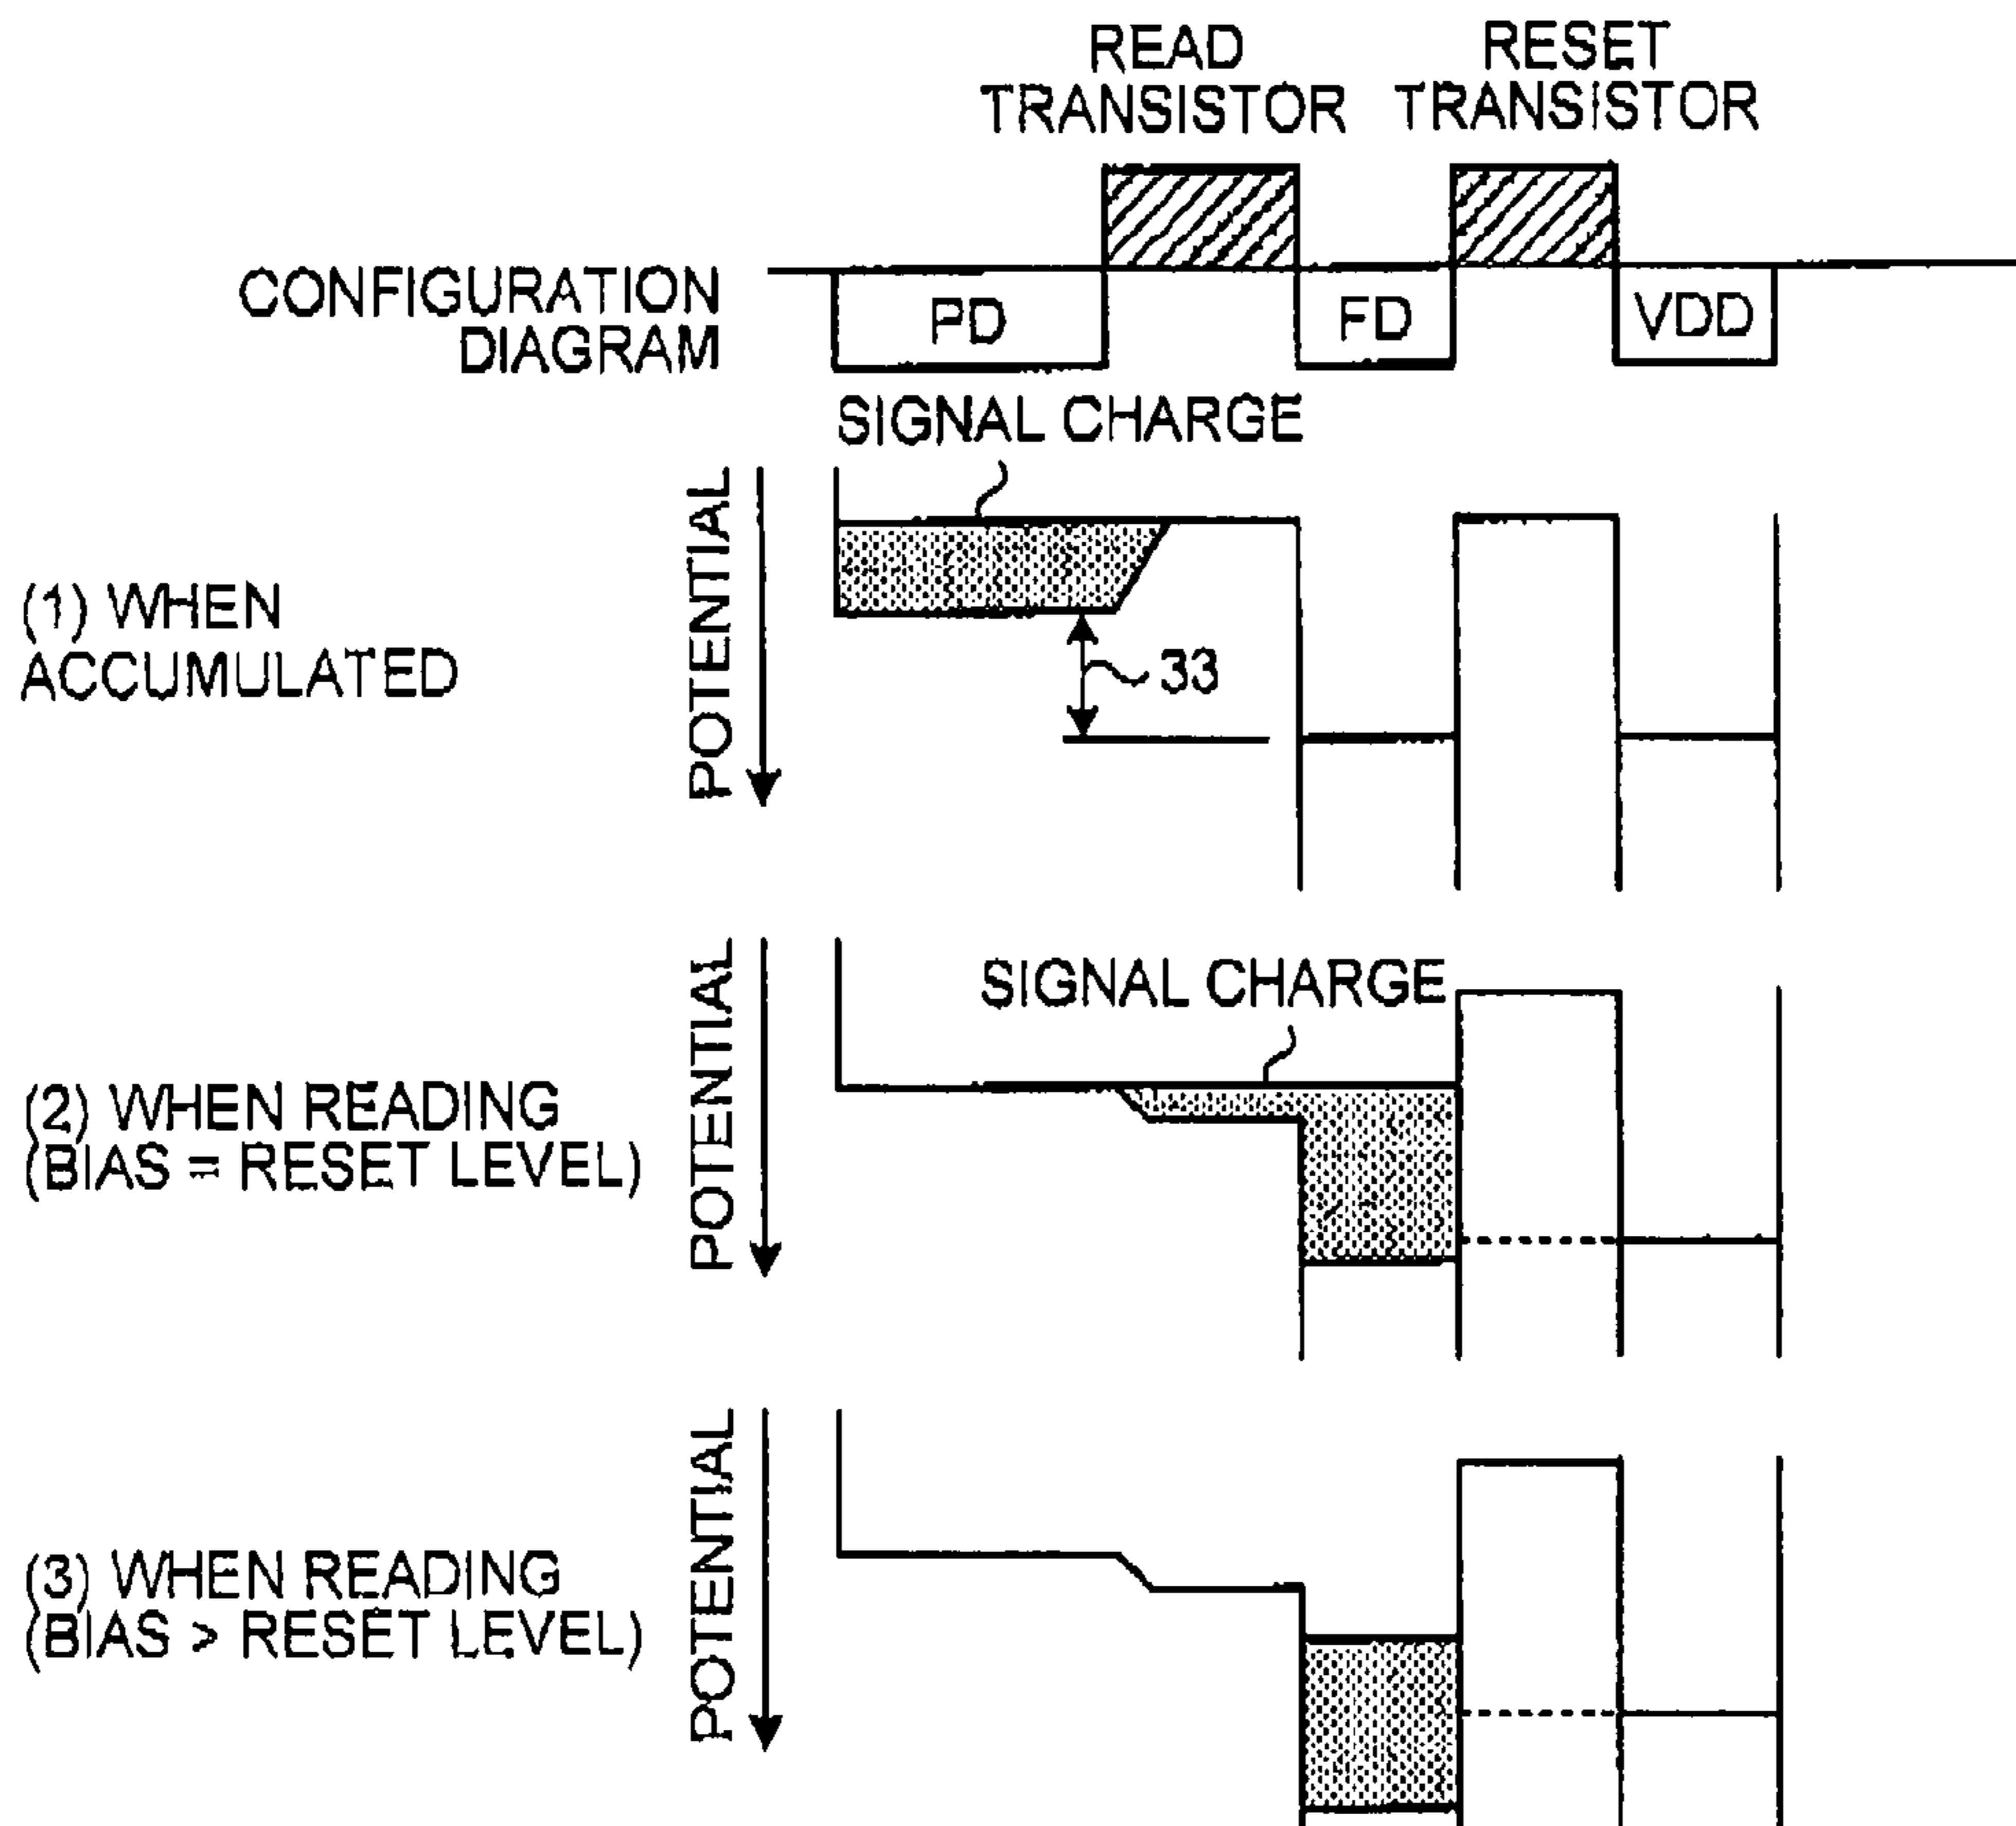 READ
TRANSISTOR
RESET
TRANSISTOR
CONFIGURATION
DIAGRAM
PD
FD
VDD
SIGNAL CHARGE
(1) WHEN
ACCUMULATED
POTENTIAL
33
SIGNAL CHARGE
(2) WHEN READING
(BIAS = RESET LEVEL)
POTENTIAL
(3) WHEN READING
(BIAS > RESET LEVEL)
POTENTIAL